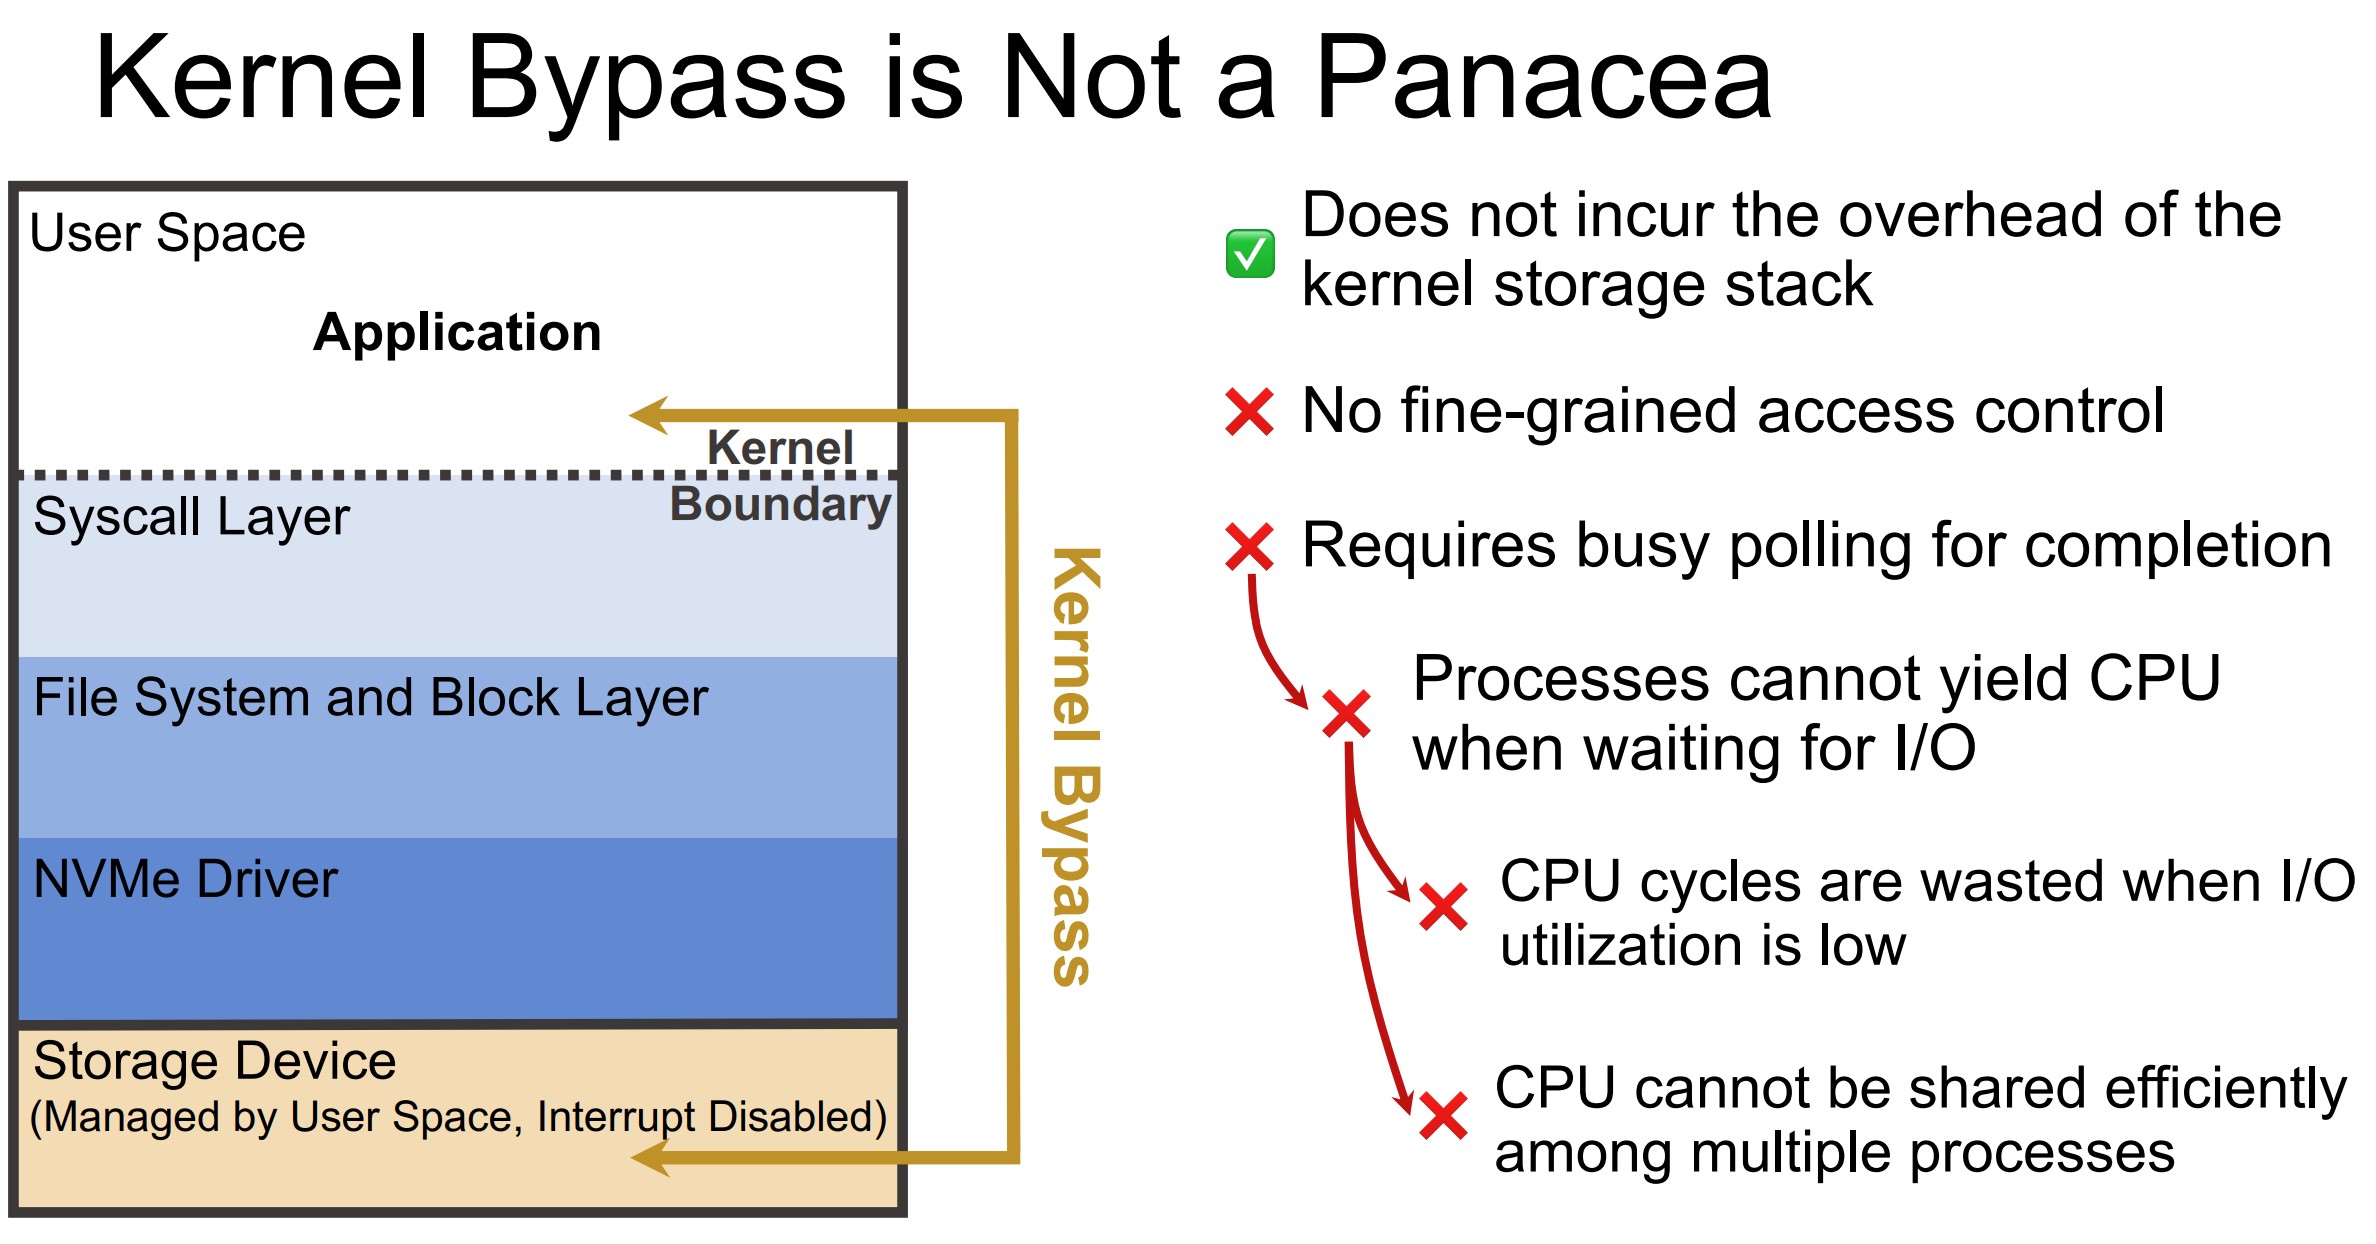 Kernel Bypass is Not a Panacea
User Space
Application
Kernel
Boundary
Syscall Layer
File System and Block Layer
NVMe Driver
Storage Device
(Managed by User Space, Interrupt Disabled)
Kernel Bypass
Does not incur the overhead of the
kernel storage stack
No fine-grained access control
Requires busy polling for completion
Processes cannot yield CPU
when waiting for I/O
CPU cycles are wasted when I/O
utilization is low
CPU cannot be shared efficiently
among multiple processes